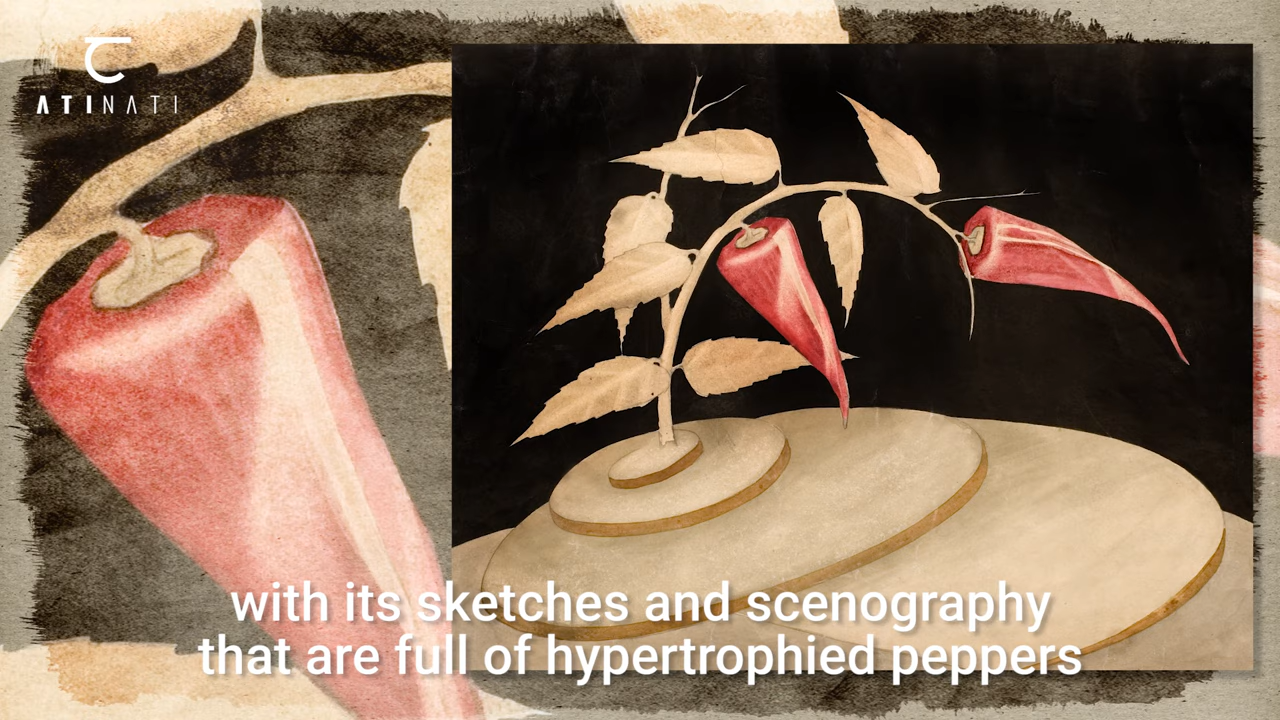 ATINATI
with its sketches and scenography
that are full of hypertrophied peppers